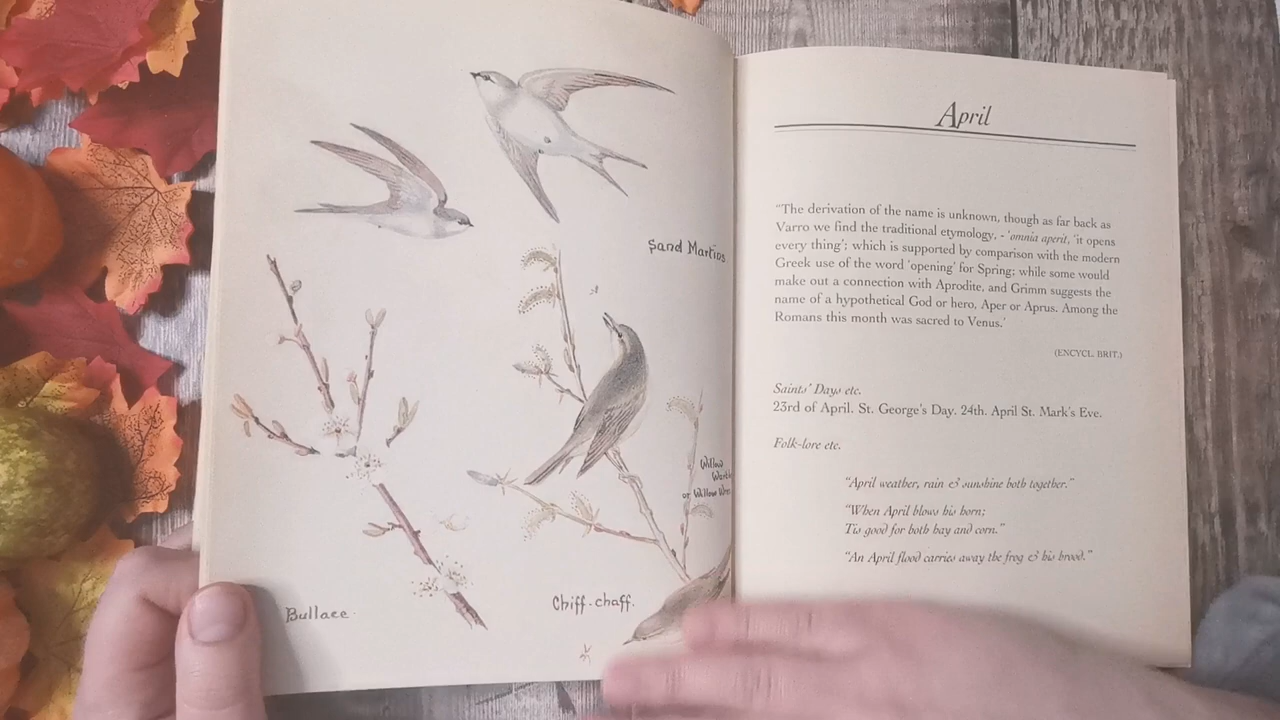 Sand Martins
Willow
or Willow
Bullace
Chiff-chaff.
April
"The derivation of the name is unknown, though as far back as
Varro we find the traditional etymology, - 'omnia aperit, 'it opens
every thing'; which is supported by comparison with the modern
Greek use of the word 'opening' for Spring; while some would
make out a connection with Aprodite, and Grimm suggests the
name of a hypothetical God or hero, Aper or Aprus. Among the
Romans this month was sacred to Venus.'
(ENCYCL. BRIT.)
Saints' Days etc.
23rd of April. St. George's Day. 24th. April St. Mark's Eve.
Folk-lore etc.
"April weather, rain & sunshine both together."
"When April blows his horn;
Tis good for both hay and corn."
"An April flood carries away the frog & his brood."